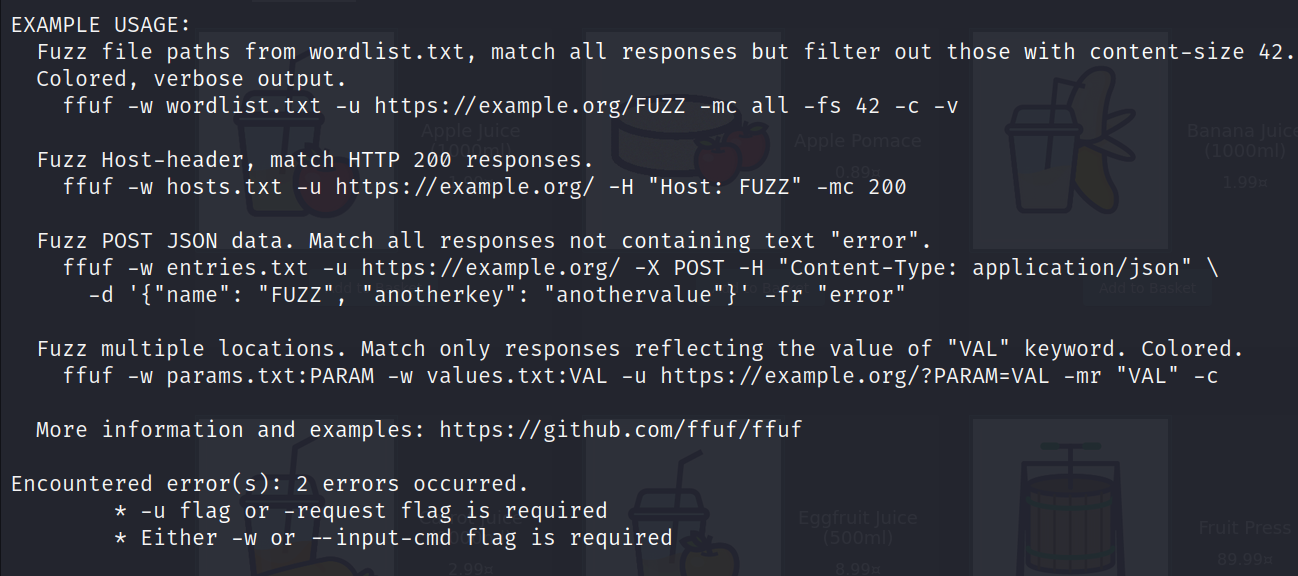 EXAMPLE USAGE:
Fuzz file paths from wordlist.txt, match all responses but filter out those with content-size 42.
Colored, verbose output.
ffuf -w wordlist.txt -u https://example.org/FUZZ -mc all -fs 42 -c -v
Apple Juice
(1000ml)
Apple Pomace
0.89¤
Banana Juice
(1000ml)
1.99¤
Fuzz Host-header, match HTTP 200 responses.
ffuf -w hosts.txt -u https://example.org/ -H "Host: FUZZ" -mc 200
Fuzz POST JSON data. Match all responses not containing text "error".
ffuf -w entries.txt -u https://example.org/ -X POST -H "Content-Type: application/json" \
-d '{"name": "FUZZ", "anotherkey": "anothervalue"}' -fr "error"
Add to Basket
Fuzz multiple locations. Match only responses reflecting the value of "VAL" keyword. Colored.
ffuf -w params.txt:PARAM -w values.txt:VAL -u https://example.org/?PARAM=VAL -mr "VAL" -c
More information and examples: https://github.com/ffuf/ffuf
Encountered error(s): 2 errors occurred.
* -u flag or -request flag is required
* Either -w or --input-cmd flag is required
2.99¤
Eggfruit Juice
(500ml)
8.99¤
Fruit Press
89.99¤